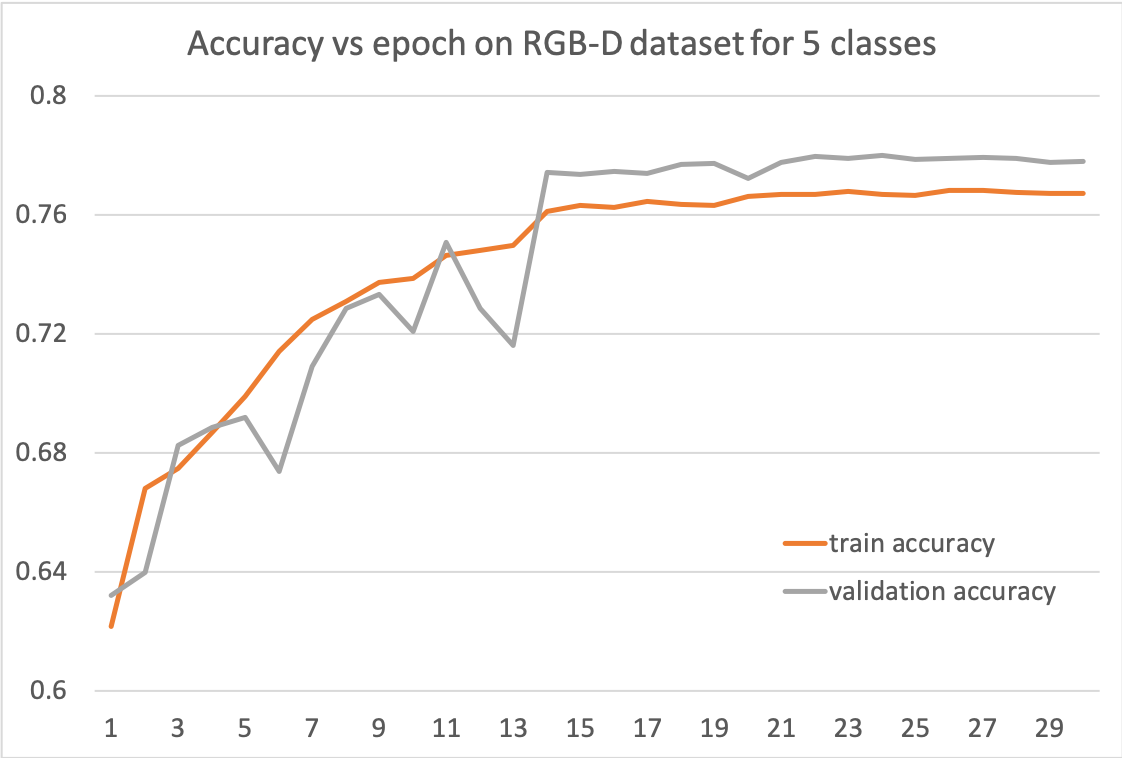 Accuracy vs epoch on RGB-D dataset for 5 classes
0.8
0.76
0.72
0.68
0.64
0.6
train accuracy
validation accuracy
1 3 5 7 9 11 13 15 17 19 21 23 25 27 29